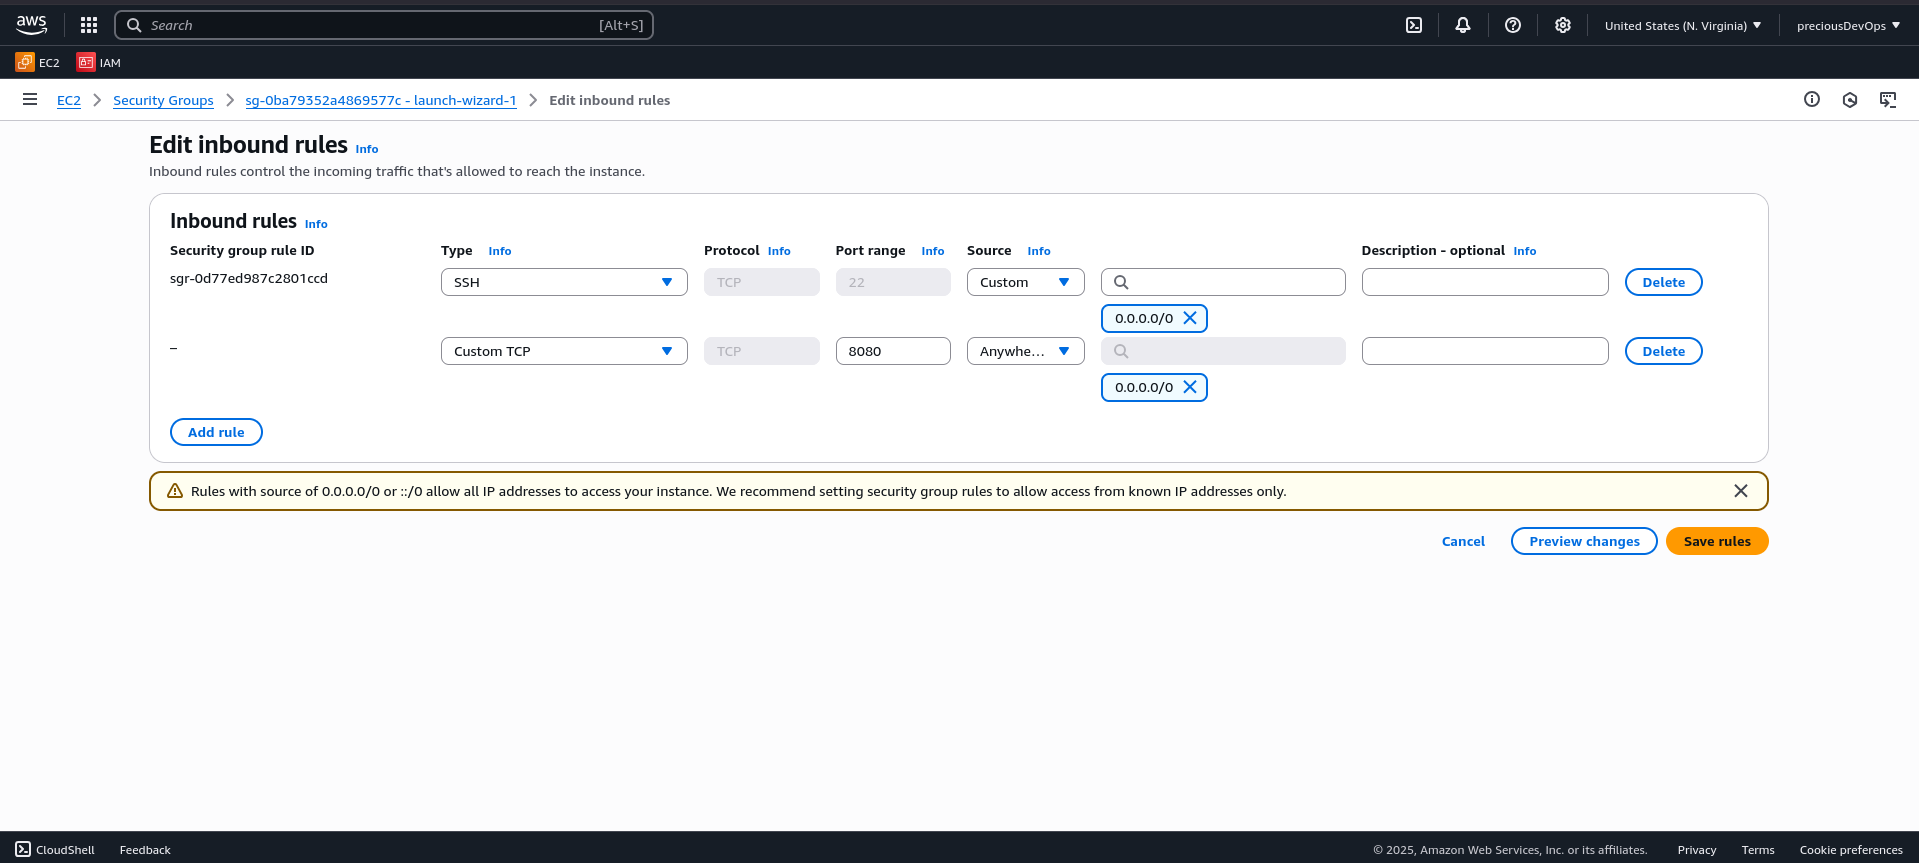 aws
Search [Alt+S] United States (N. Virginia) preciousDevOps
EC2 IAM
EC2 Security Groups sg-0ba79352a4869577c - launch-wizard-1 Edit inbound rules
Edit inbound rules Info
Inbound rules control the incoming traffic that's allowed to reach the instance.
Inbound rules Info
Security group rule ID Type Info Protocol Info Port range Info Source Info Description - optional Info
sgr-0d77ed987c2801ccd SSH TCP 22 Custom Delete
0.0.0.0/0
– Custom TCP TCP 8080 Anywhe... Delete
0.0.0.0/0
Add rule
Rules with source of 0.0.0.0/0 or ::/0 allow all IP addresses to access your instance. We recommend setting security group rules to allow access from known IP addresses only.
Cancel Preview changes Save rules
CloudShell Feedback © 2025, Amazon Web Services, Inc. or its affiliates. Privacy Terms Cookie preferences